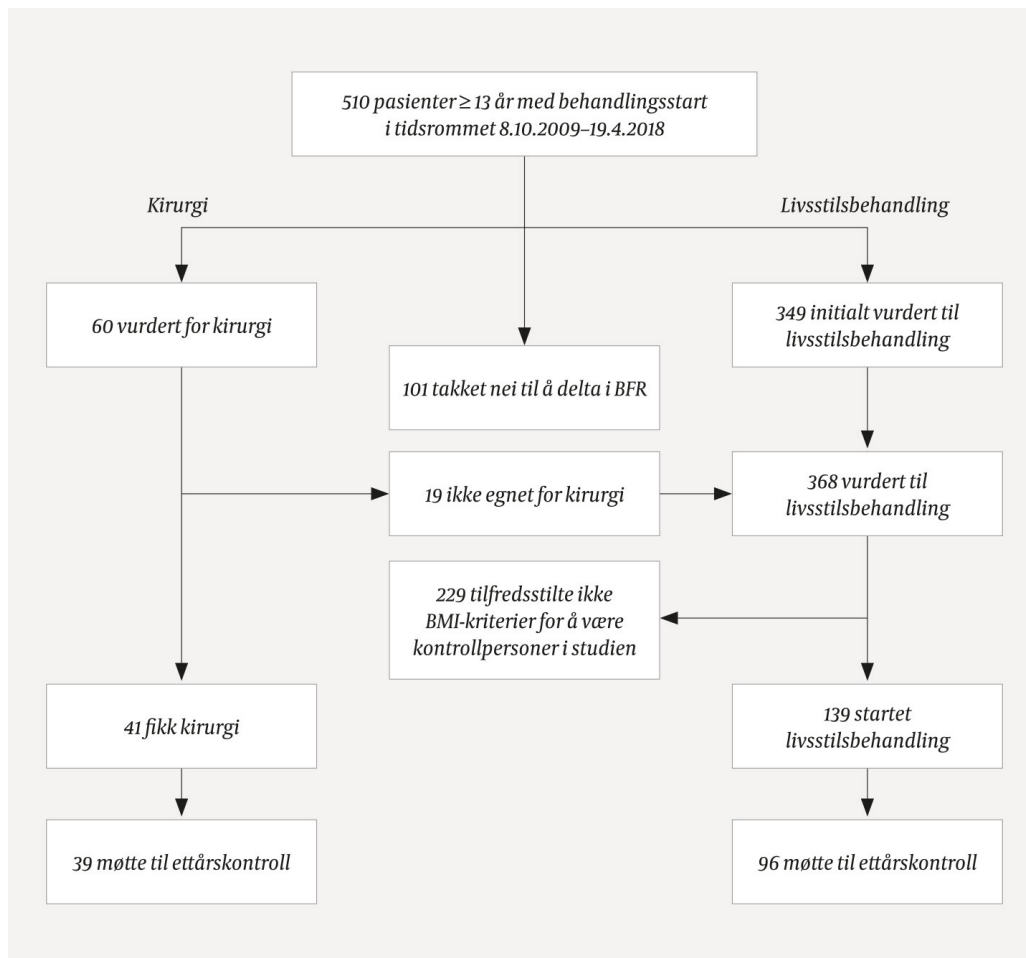 510 pasienter ≥ 13 år med behandlingsstart
i tidsrommet 8.10.2009–19.4.2018
Kirurgi
Livsstilsbehandling
60 vurdert for kirurgi
349 initialt vurdert til
livsstilsbehandling
101 takket nei til å delta i BFR
19 ikke egnet for kirurgi
368 vurdert til
livsstilsbehandling
229 tilfredsstilte ikke
BMI-kriterier for å være
kontrollpersoner i studien
41 fikk kirurgi
139 startet
livsstilsbehandling
39 møtte til ettårskontroll
96 møtte til ettårskontroll